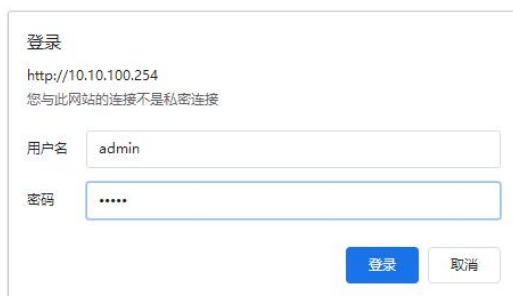 登录
http://10.10.100.254
您与此网站的连接不是私密连接
用户名 admin
密码 •••••
登录 取消